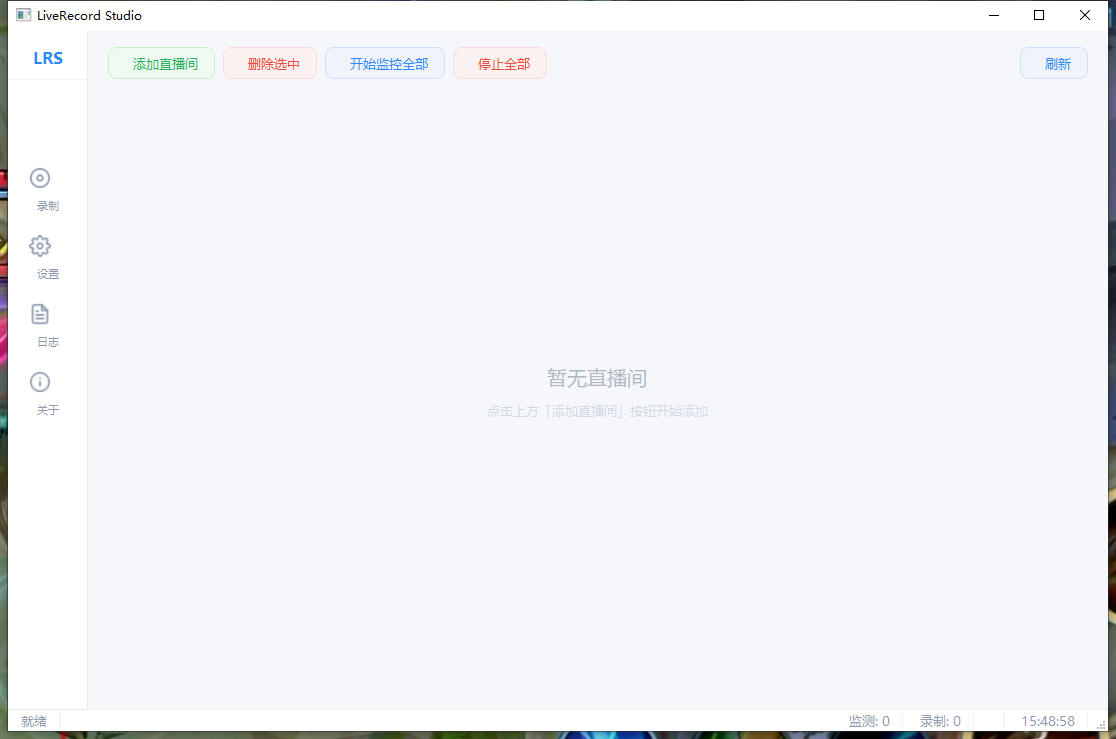 LiveRecord Studio
LRS
添加直播间 删除选中 开始监控全部 停止全部 刷新
录制
设置
日志
关于
暂无直播间
点击上方「添加直播间」按钮开始添加
就绪 监测: 0 录制: 0 15:48:58